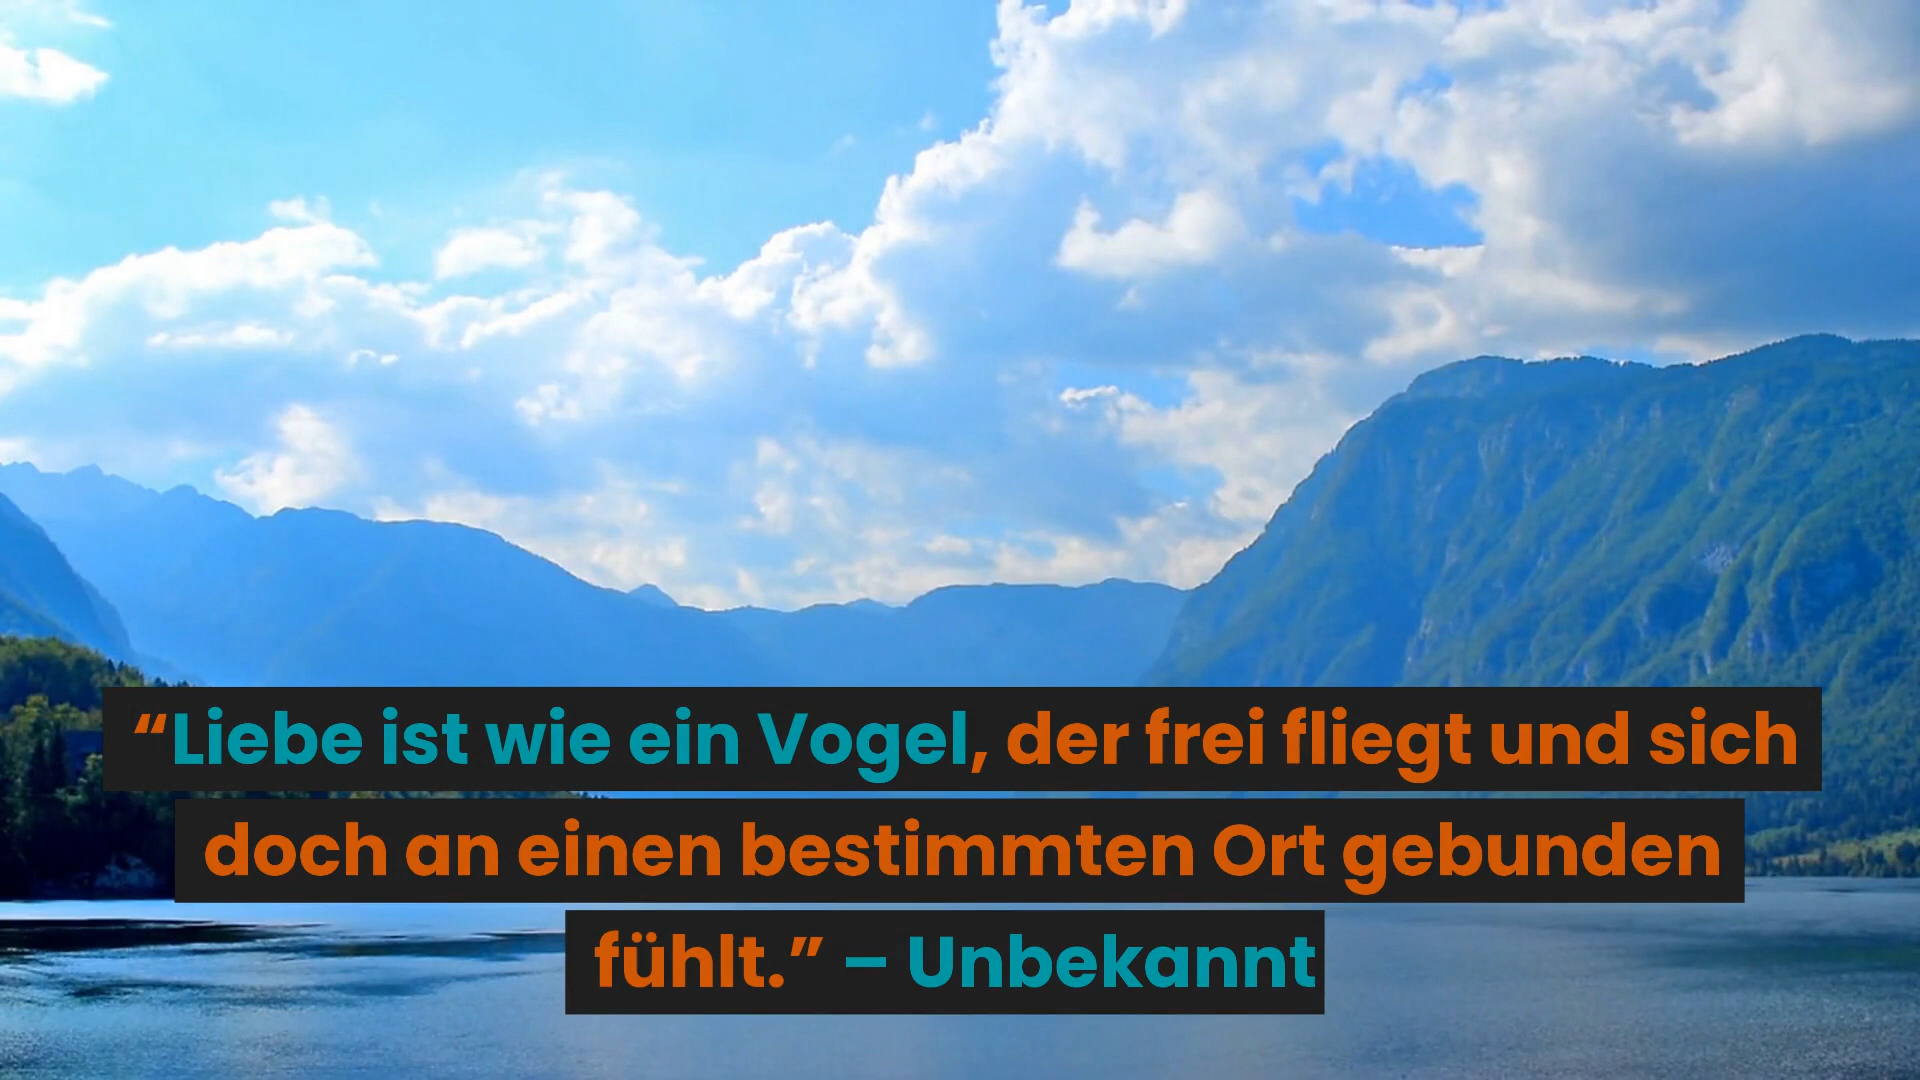 “Liebe ist wie ein Vogel, der frei fliegt und sich
doch an einen bestimmten Ort gebunden
fühlt.” – Unbekannt